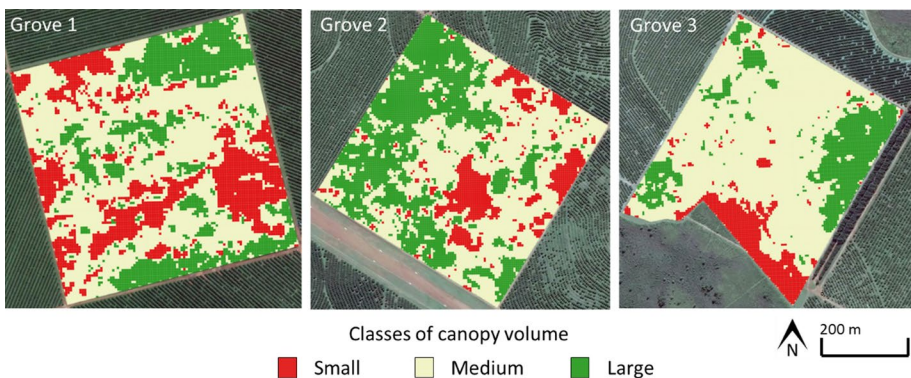 Grove 1
Grove 2
Grove 3
Classes of canopy volume
Small
Medium
Large
N
200 m